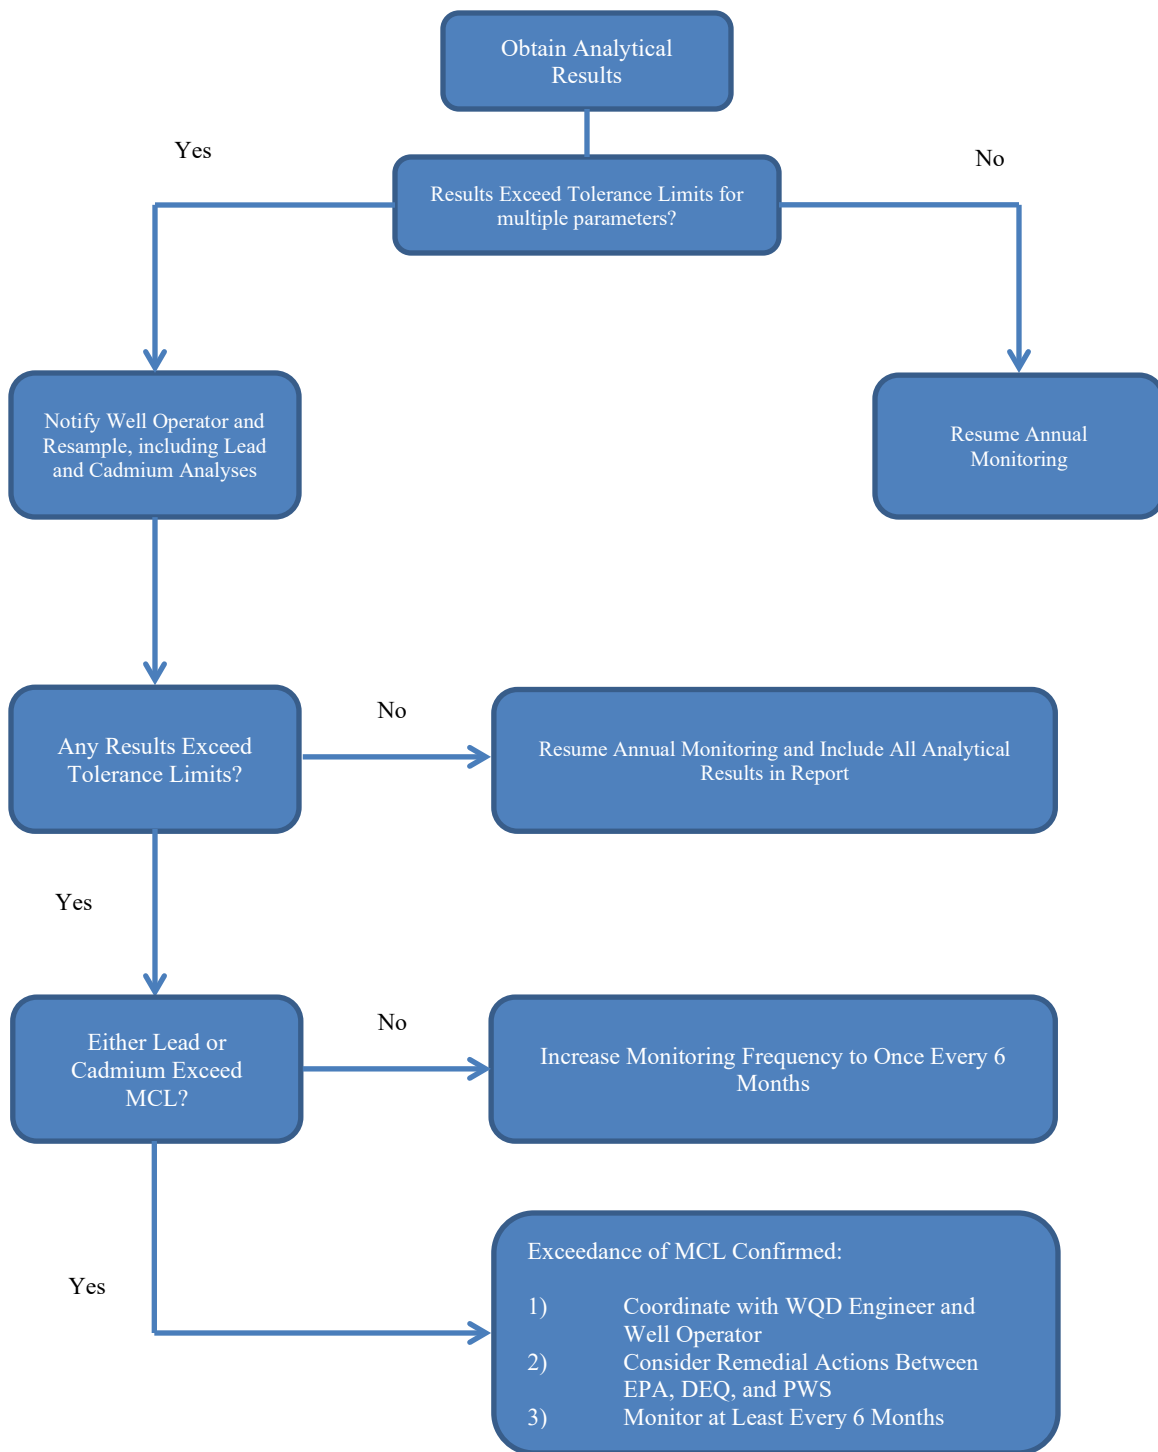 Obtain Analytical
Results
Yes
No
Results Exceed Tolerance Limits for
multiple parameters?
Notify Well Operator and
Resample, including Lead
and Cadmium Analyses
Resume Annual
Monitoring
Any Results Exceed
Tolerance Limits?
No
Resume Annual Monitoring and Include All Analytical
Results in Report
Yes
Either Lead or
Cadmium Exceed
MCL?
No
Increase Monitoring Frequency to Once Every 6
Months
Yes
Exceedance of MCL Confirmed:
1) Coordinate with WQD Engineer and
Well Operator
2) Consider Remedial Actions Between
EPA, DEQ, and PWS
3) Monitor at Least Every 6 Months